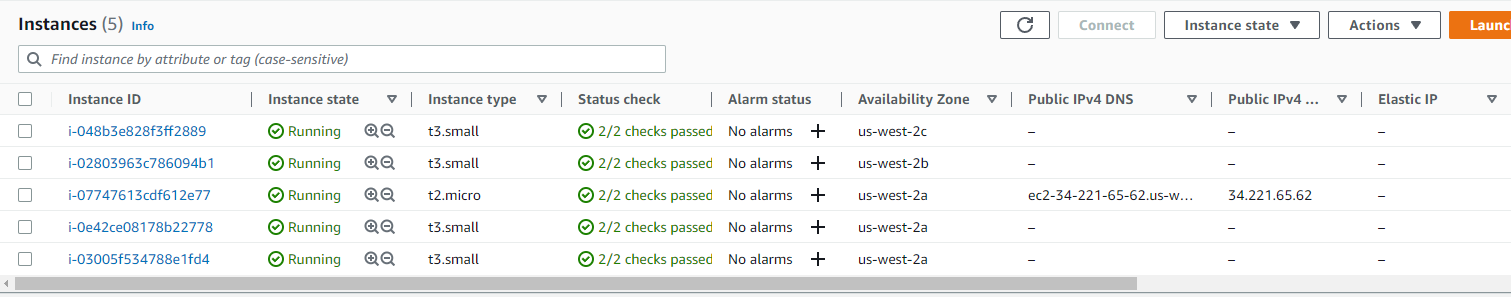 Instances (5) Info
Connect Instance state Actions Launc
Find instance by attribute or tag (case-sensitive)
Instance ID Instance state Instance type Status check Alarm status Availability Zone Public IPv4 DNS Public IPv4 ... Elastic IP
i-048b3e828f3ff2889 Running t3.small 2/2 checks passed No alarms + us-west-2c – – –
i-02803963c786094b1 Running t3.small 2/2 checks passed No alarms + us-west-2b – – –
i-07747613cdf612e77 Running t2.micro 2/2 checks passed No alarms + us-west-2a ec2-34-221-65-62.us-w... 34.221.65.62 –
i-0e42ce08178b22778 Running t3.small 2/2 checks passed No alarms + us-west-2a – – –
i-03005f534788e1fd4 Running t3.small 2/2 checks passed No alarms + us-west-2a – – –